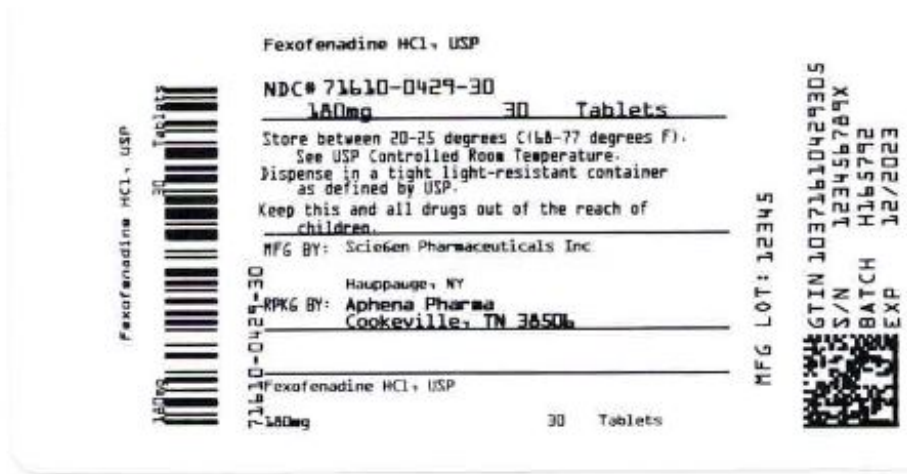 Fexofenadine HCl, USP
NDC# 71610-0429-30
180mg 30 Tablets
Store between 20-25 degrees C(68-77 degrees F).
See USP Controlled Room Temperature.
Dispense in a tight light-resistant container
as defined by USP.
Keep this and all drugs out of the reach of
children.
MFG BY: ScieGen Pharmaceuticals Inc
Hauppauge, NY
RPKG BY: Aphena Pharma
Cookeville, TN 38506
Fexofenadine HCl, USP
180mg 30 Tablets
Fexofenadine HCl, USP
180mg 30 Tablets
71610-0429-30
MFG LOT: 12345
GTIN 10371610429305
S/N 123456789X
BATCH H165792
EXP 12/2023